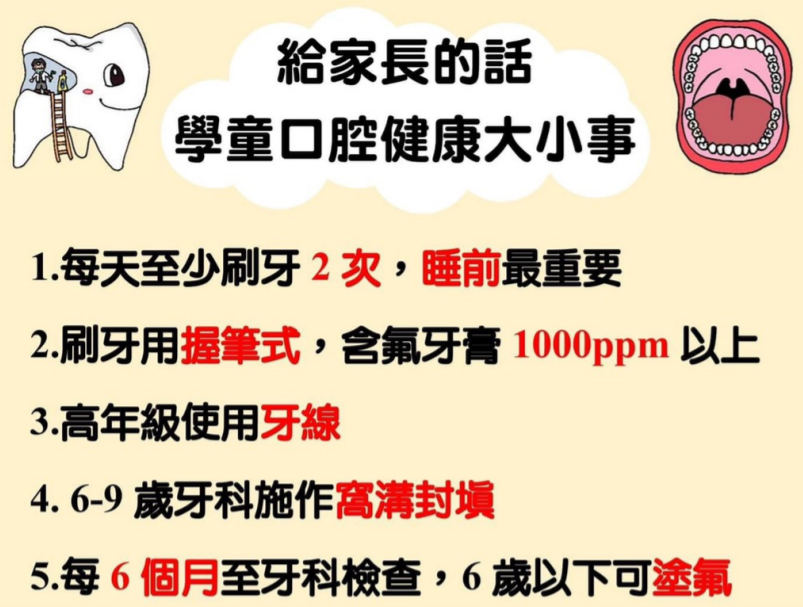 給家長的話
學童口腔健康大小事
1.每天至少刷牙 2 次，睡前最重要
2.刷牙用握筆式，含氟牙膏 1000ppm 以上
3.高年級使用牙線
4. 6-9 歲牙科施作窩溝封填
5.每 6 個月至牙科檢查，6 歲以下可塗氟